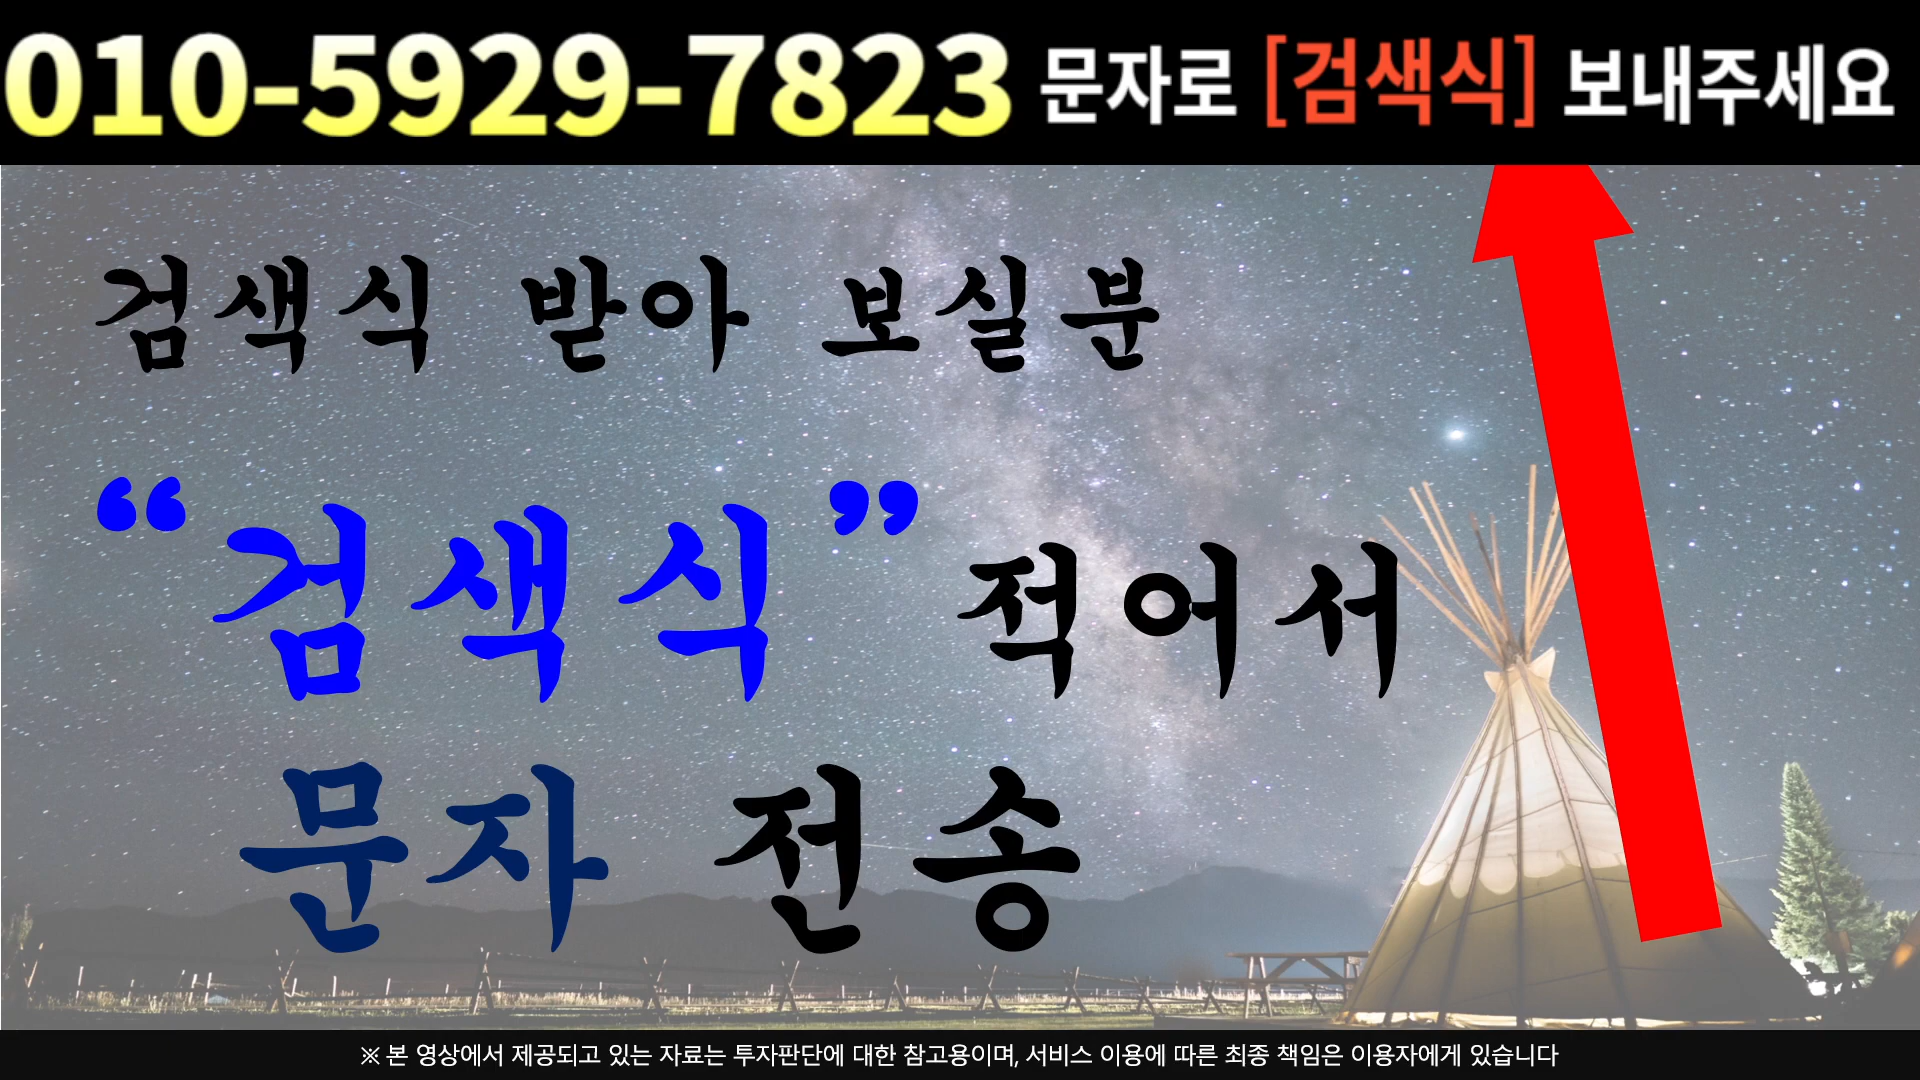 010-5929-7823 문자로 [검색식] 보내주세요
검색식 받아 보실분
“검색식” 적어서
문자 전송
※ 본 영상에서 제공되고 있는 자료는 투자판단에 대한 참고용이며, 서비스 이용에 따른 최종 책임은 이용자에게 있습니다